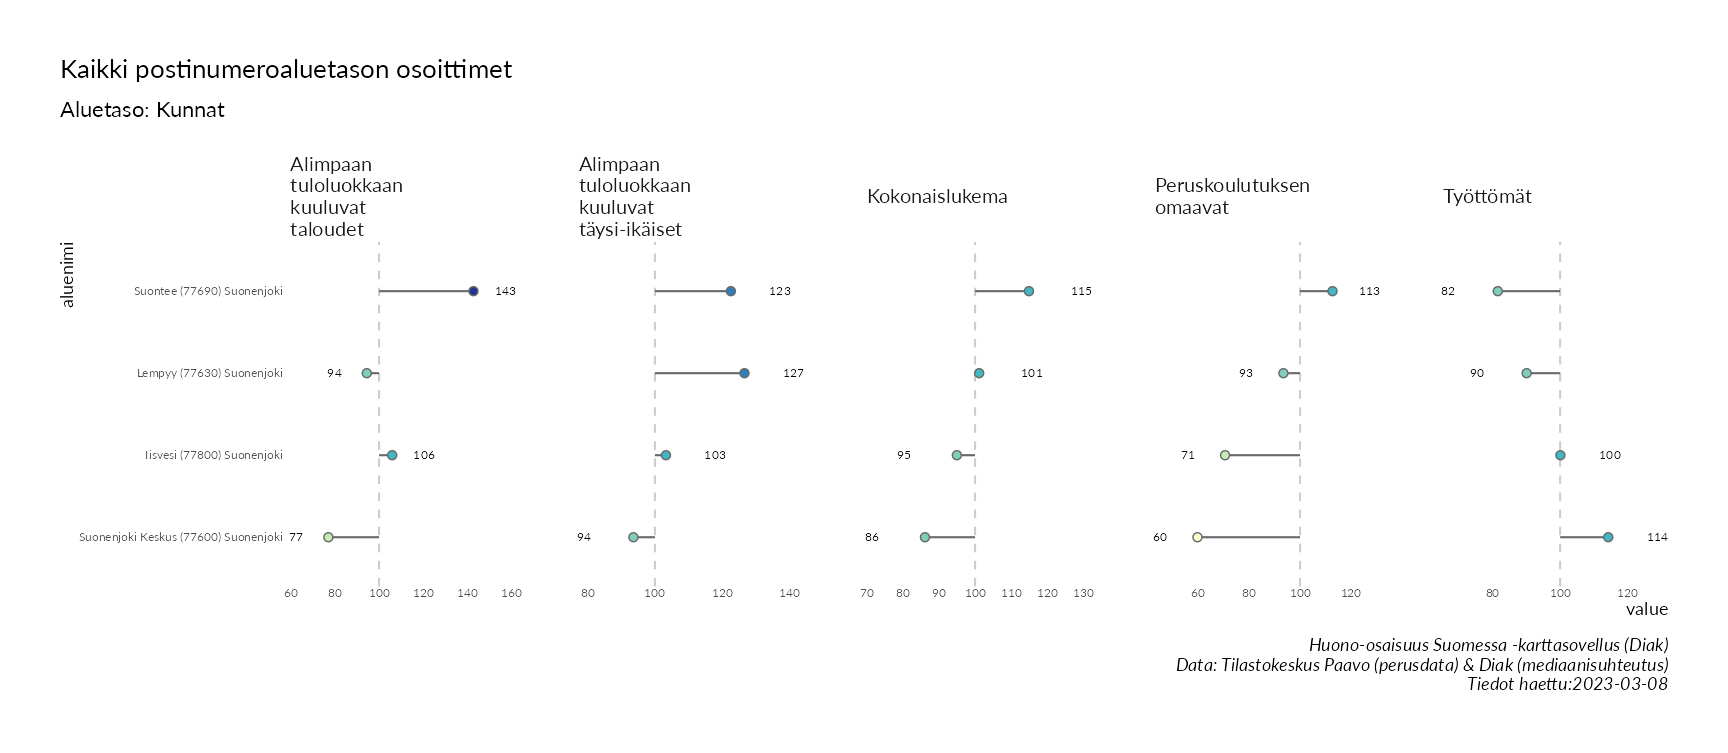 Kaikki postinumeroaluetason osoittimet
Aluetaso: Kunnat
Alimpaan
tuloluokkaan
kuuluvat
taloudet
Alimpaan
tuloluokkaan
kuuluvat
täysi-ikäiset
Kokonaislukema
Peruskoulutuksen
omaavat
Työttömät
aluenimi
Suontee (77690) Suonenjoki 143 123 115 113 82
Lempyy (77630) Suonenjoki 94 127 101 93 90
Iisvesi (77800) Suonenjoki 106 103 95 71 100
Suonenjoki Keskus (77600) Suonenjoki 77 94 86 60 114
60 80 100 120 140 160 80 100 120 140 70 80 90 100 110 120 130 60 80 100 120 80 100 120
value
Huono-osaisuus Suomessa -karttasovellus (Diak)
Data: Tilastokeskus Paavo (perusdata) & Diak (mediaanisuhteutus)
Tiedot haettu:2023-03-08